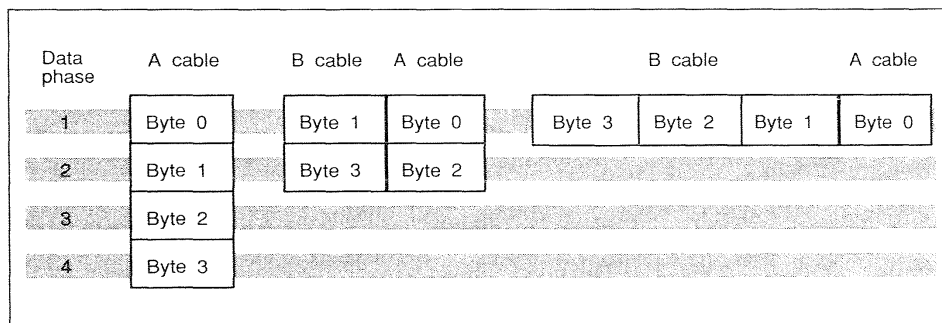 Data phase A cable B cable A cable B cable A cable
1 Byte 0 Byte 1 Byte 0 Byte 3 Byte 2 Byte 1 Byte 0
2 Byte 1 Byte 3 Byte 2
3 Byte 2
4 Byte 3